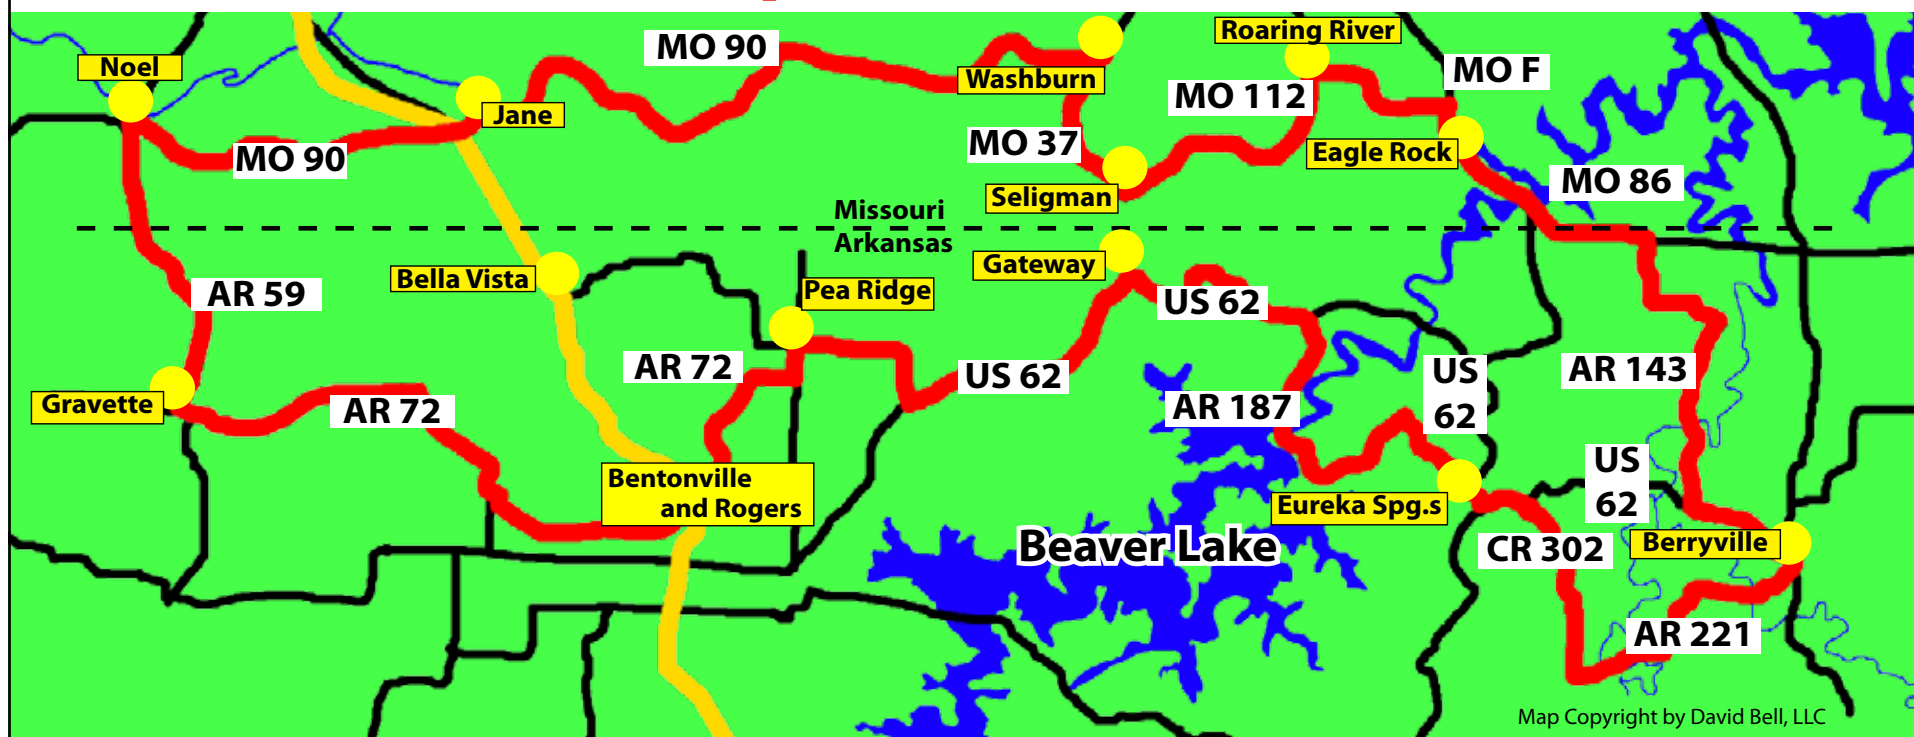 Roaring River
MO 90
Noel
MO F
Washburn
MO 112
Jane
MO 37
MO 90
Eagle Rock
MO 86
Seligman
Missouri
Arkansas
Gateway
Bella Vista
Pea Ridge
AR 59
US 62
AR 72
US 62
US
62
AR 143
Gravette
AR 72
AR 187
Bentonville
and Rogers
US
62
Eureka Spg.s
Beaver Lake
CR 302
Berryville
AR 221
Map Copyright by David Bell, LLC